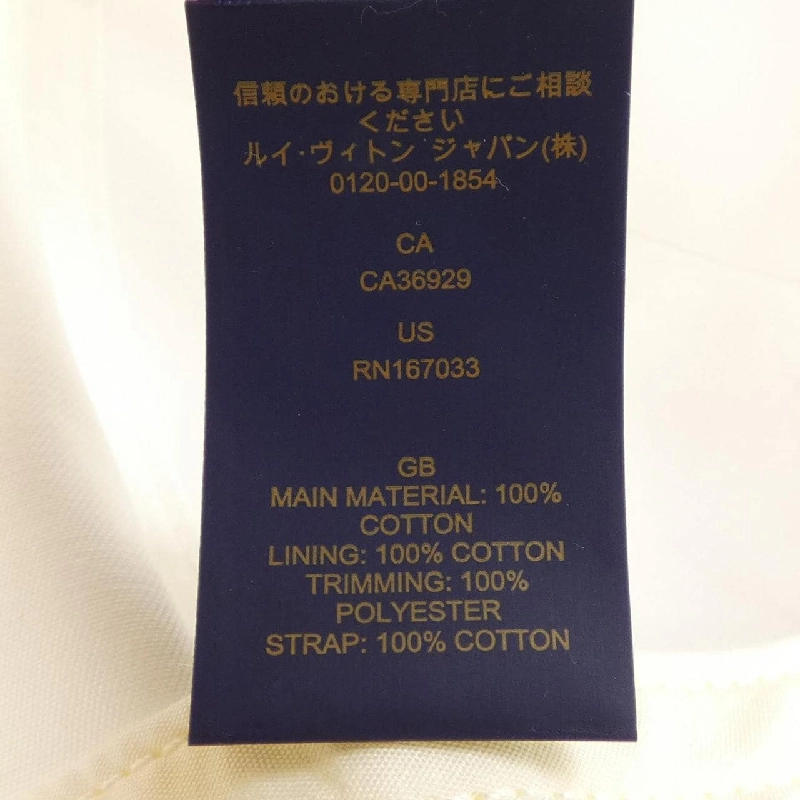 信頼のおける専門店にご相談
ください
ルイ·ヴィトン ジャパン(株)
0120-00-1854
CA
CA36929
US
RN167033
GB
MAIN MATERIAL: 100%
COTTON
LINING: 100% COTTON
TRIMMING: 100%
POLYESTER
STRAP: 100% COTTON